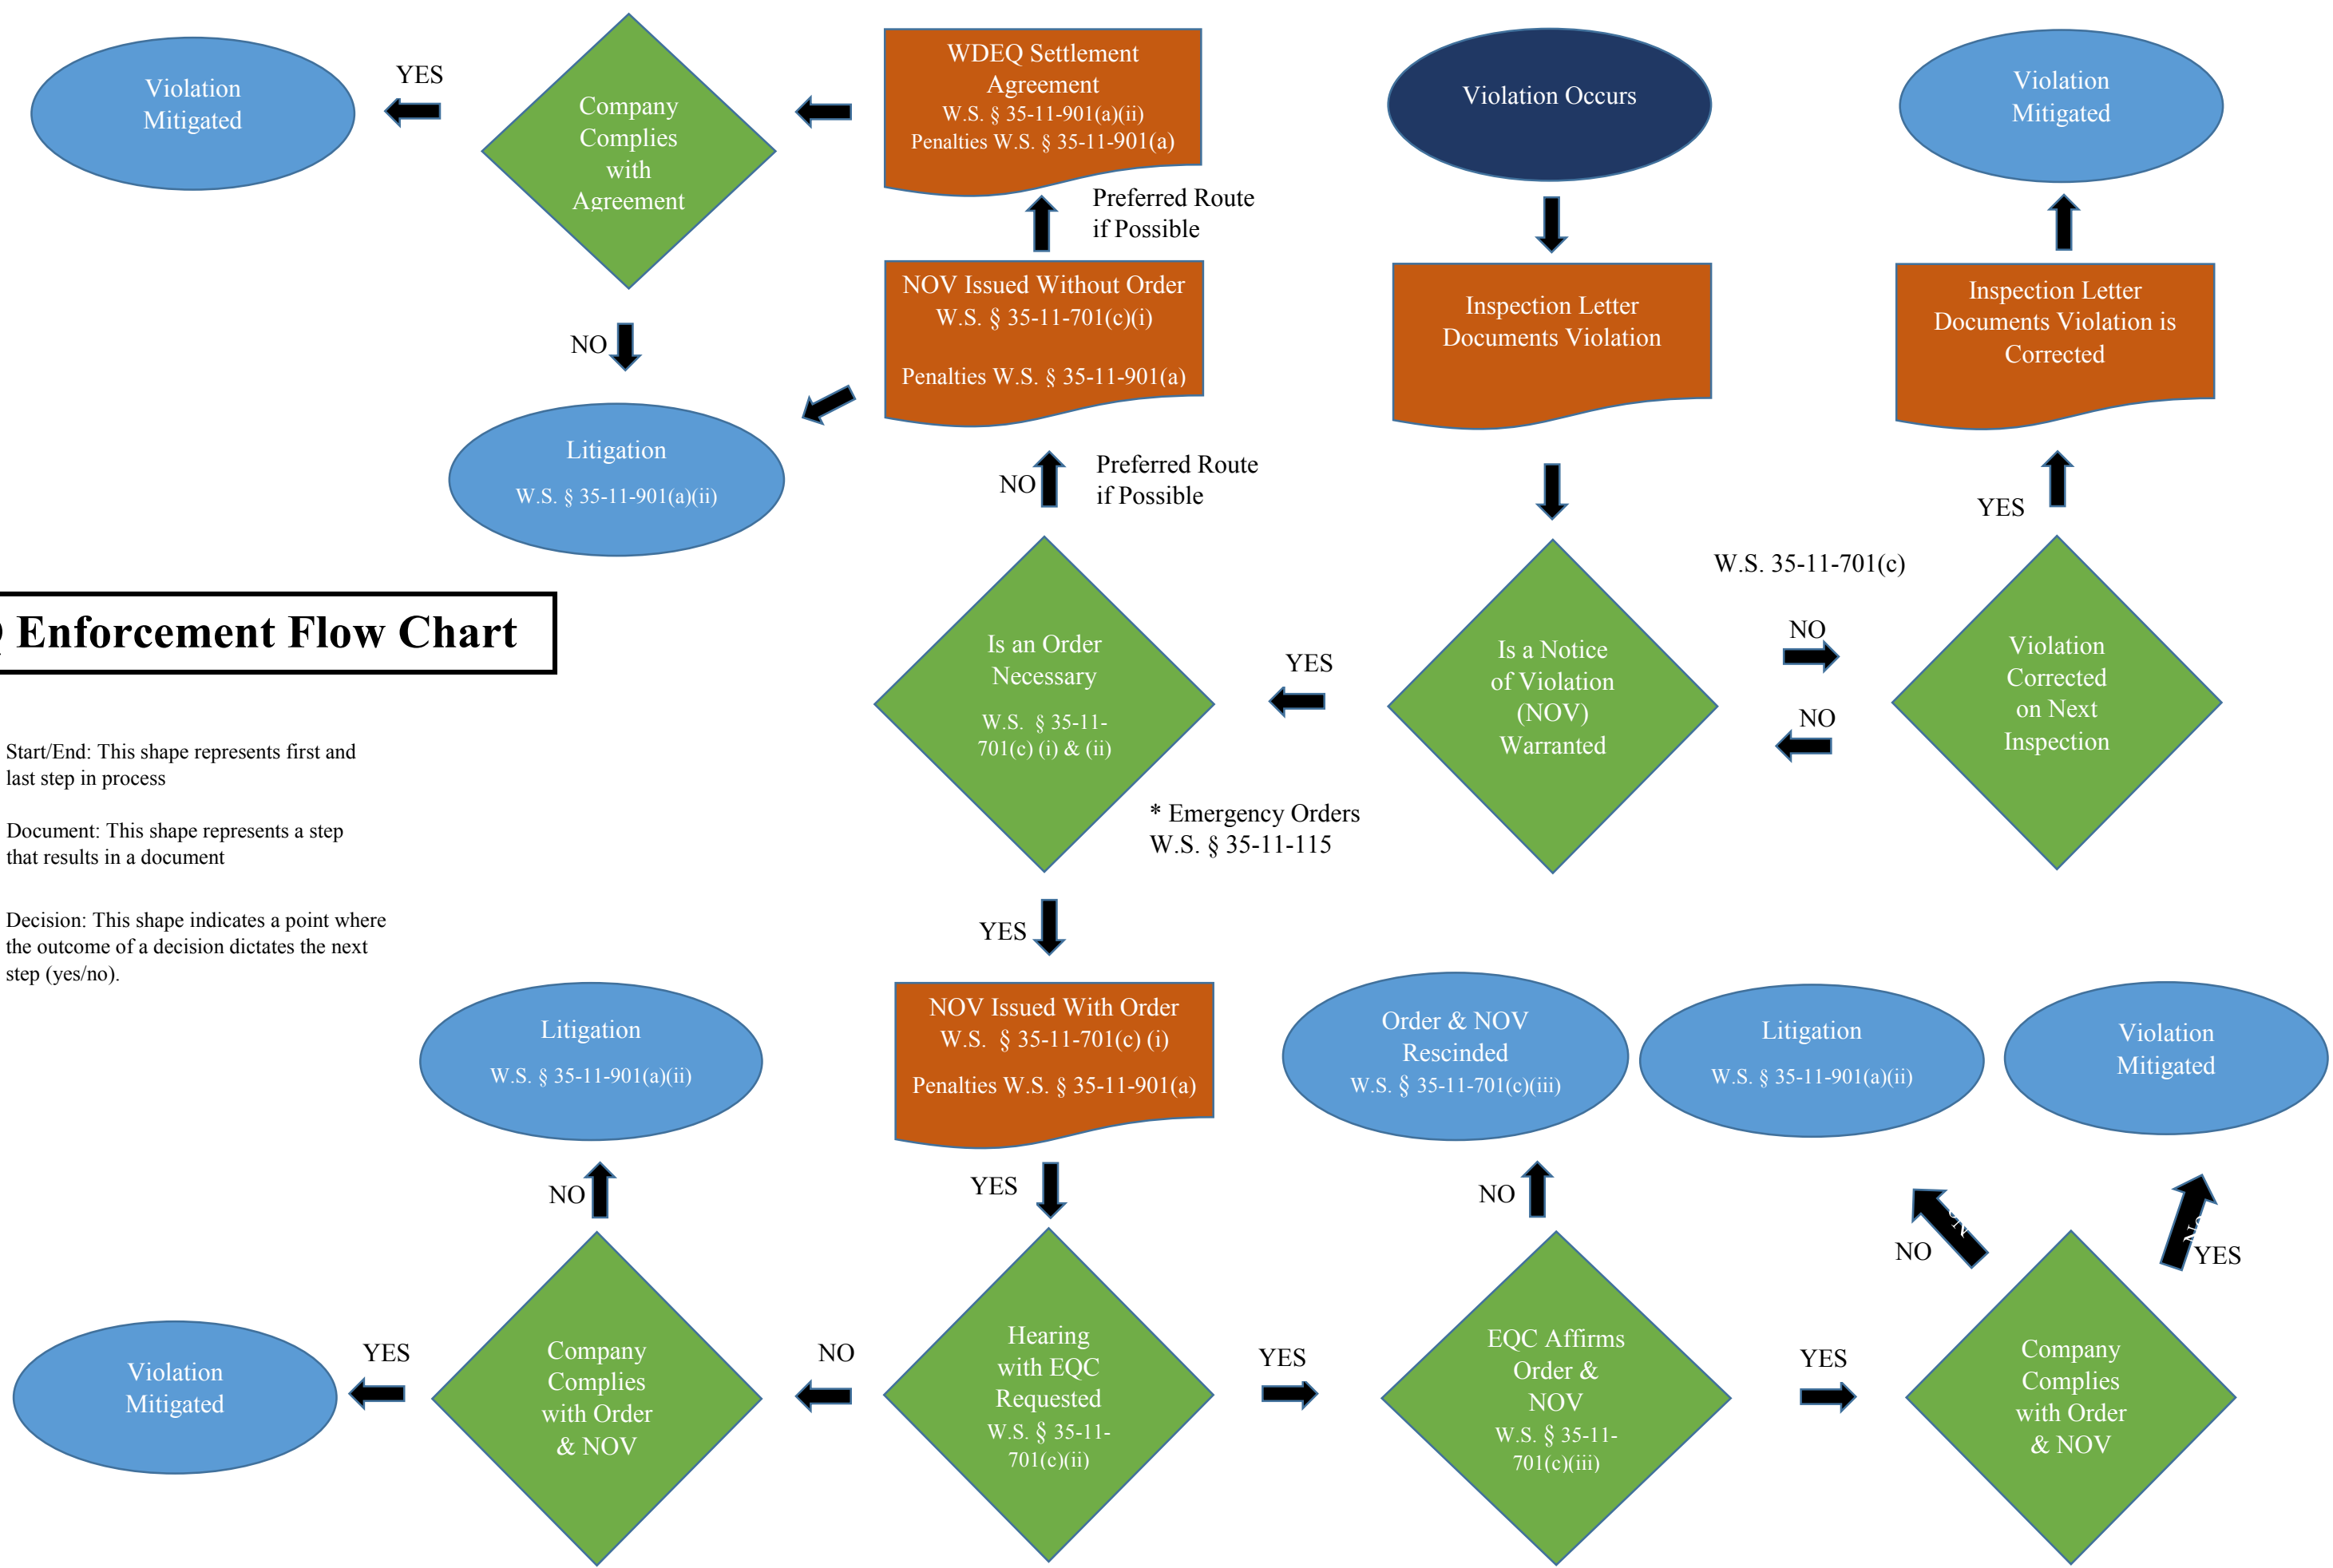 Violation
Mitigated
YES
Company
Complies
with
Agreement
WDEQ Settlement
Agreement
W.S. § 35-11-901(a)(ii)
Penalties W.S. § 35-11-901(a)
Violation Occurs
Violation
Mitigated
Preferred Route
if Possible
NO
NOV Issued Without Order
W.S. § 35-11-701(c)(i)
Penalties W.S. § 35-11-901(a)
Inspection Letter
Documents Violation
Inspection Letter
Documents Violation is
Corrected
Litigation
W.S. § 35-11-901(a)(ii)
NO
Preferred Route
if Possible
YES
W.S. 35-11-701(c)
Enforcement Flow Chart
Is an Order
Necessary
W.S. § 35-11-
701(c) (i) & (ii)
YES
Is a Notice
of Violation
(NOV)
Warranted
NO
NO
Violation
Corrected
on Next
Inspection
Start/End: This shape represents first and
last step in process
Document: This shape represents a step
that results in a document
Decision: This shape indicates a point where
the outcome of a decision dictates the next
step (yes/no).
* Emergency Orders
W.S. § 35-11-115
YES
Litigation
W.S. § 35-11-901(a)(ii)
NOV Issued With Order
W.S. § 35-11-701(c) (i)
Penalties W.S. § 35-11-901(a)
Order & NOV
Rescinded
W.S. § 35-11-701(c)(iii)
Litigation
W.S. § 35-11-901(a)(ii)
Violation
Mitigated
NO
YES
NO
NO
YES
Violation
Mitigated
YES
Company
Complies
with Order
& NOV
NO
Hearing
with EQC
Requested
W.S. § 35-11-
701(c)(ii)
YES
EQC Affirms
Order &
NOV
W.S. § 35-11-
701(c)(iii)
YES
Company
Complies
with Order
& NOV